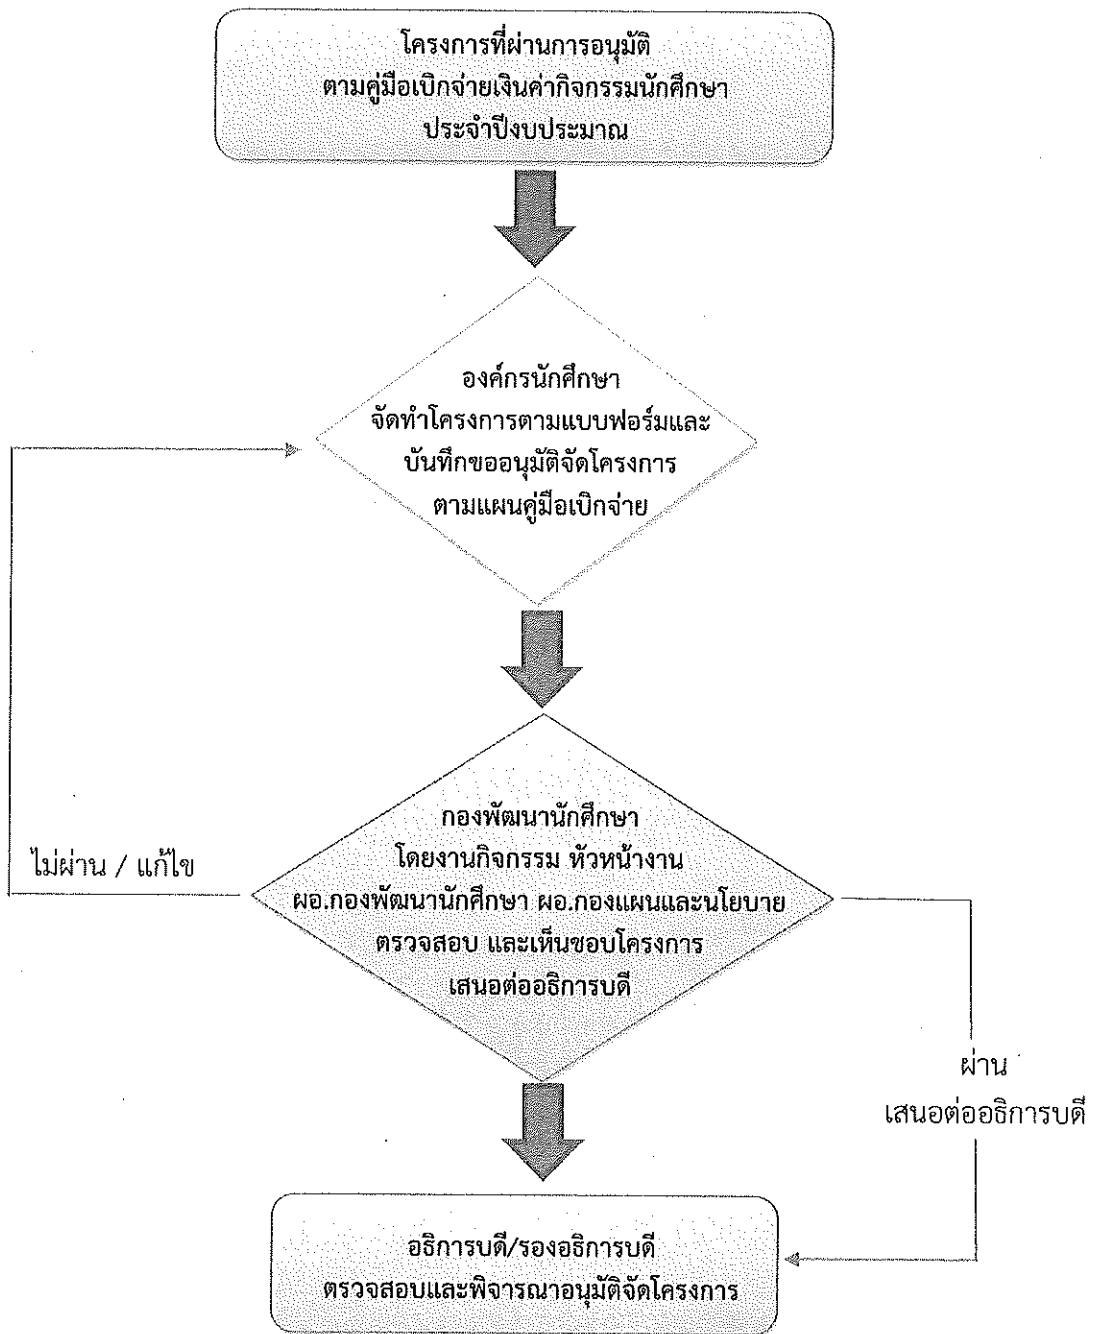 โครงการที่ผ่านการอนุมัติ
ตามคู่มือเบิกจ่ายเงินค่ากิจกรรมนักศึกษา
ประจำปีงบประมาณ
องค์กรนักศึกษา
จัดทำโครงการตามแบบฟอร์มและ
บันทึกขออนุมัติจัดโครงการ
ตามแผนคู่มือเบิกจ่าย
กองพัฒนานักศึกษา
โดยงานกิจกรรม หัวหน้างาน
ผอ.กองพัฒนานักศึกษา ผอ.กองแผนและนโยบาย
ตรวจสอบ และเห็นชอบโครงการ
เสนอต่ออธิการบดี
ไม่ผ่าน / แก้ไข
ผ่าน
เสนอต่ออธิการบดี
อธิการบดี/รองอธิการบดี
ตรวจสอบและพิจารณาอนุมัติจัดโครงการ